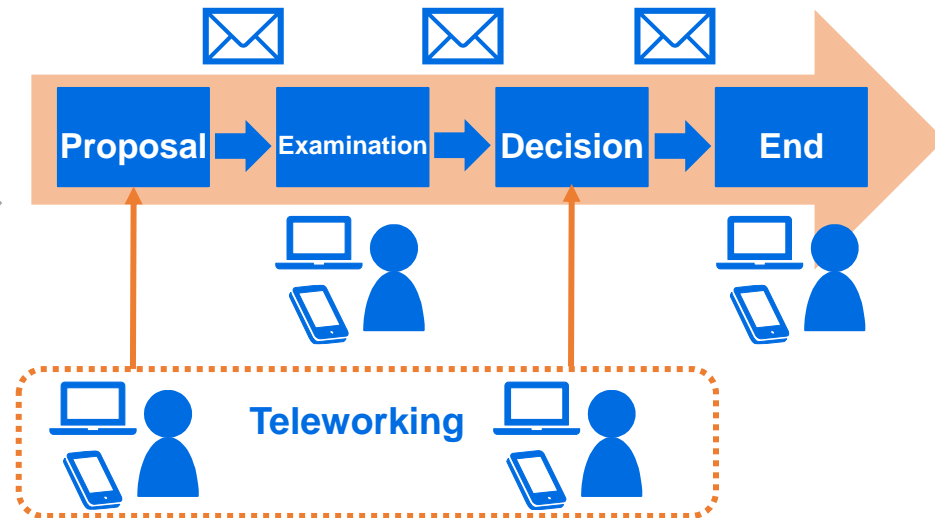 Proposal
Examination
Decision
End
Teleworking